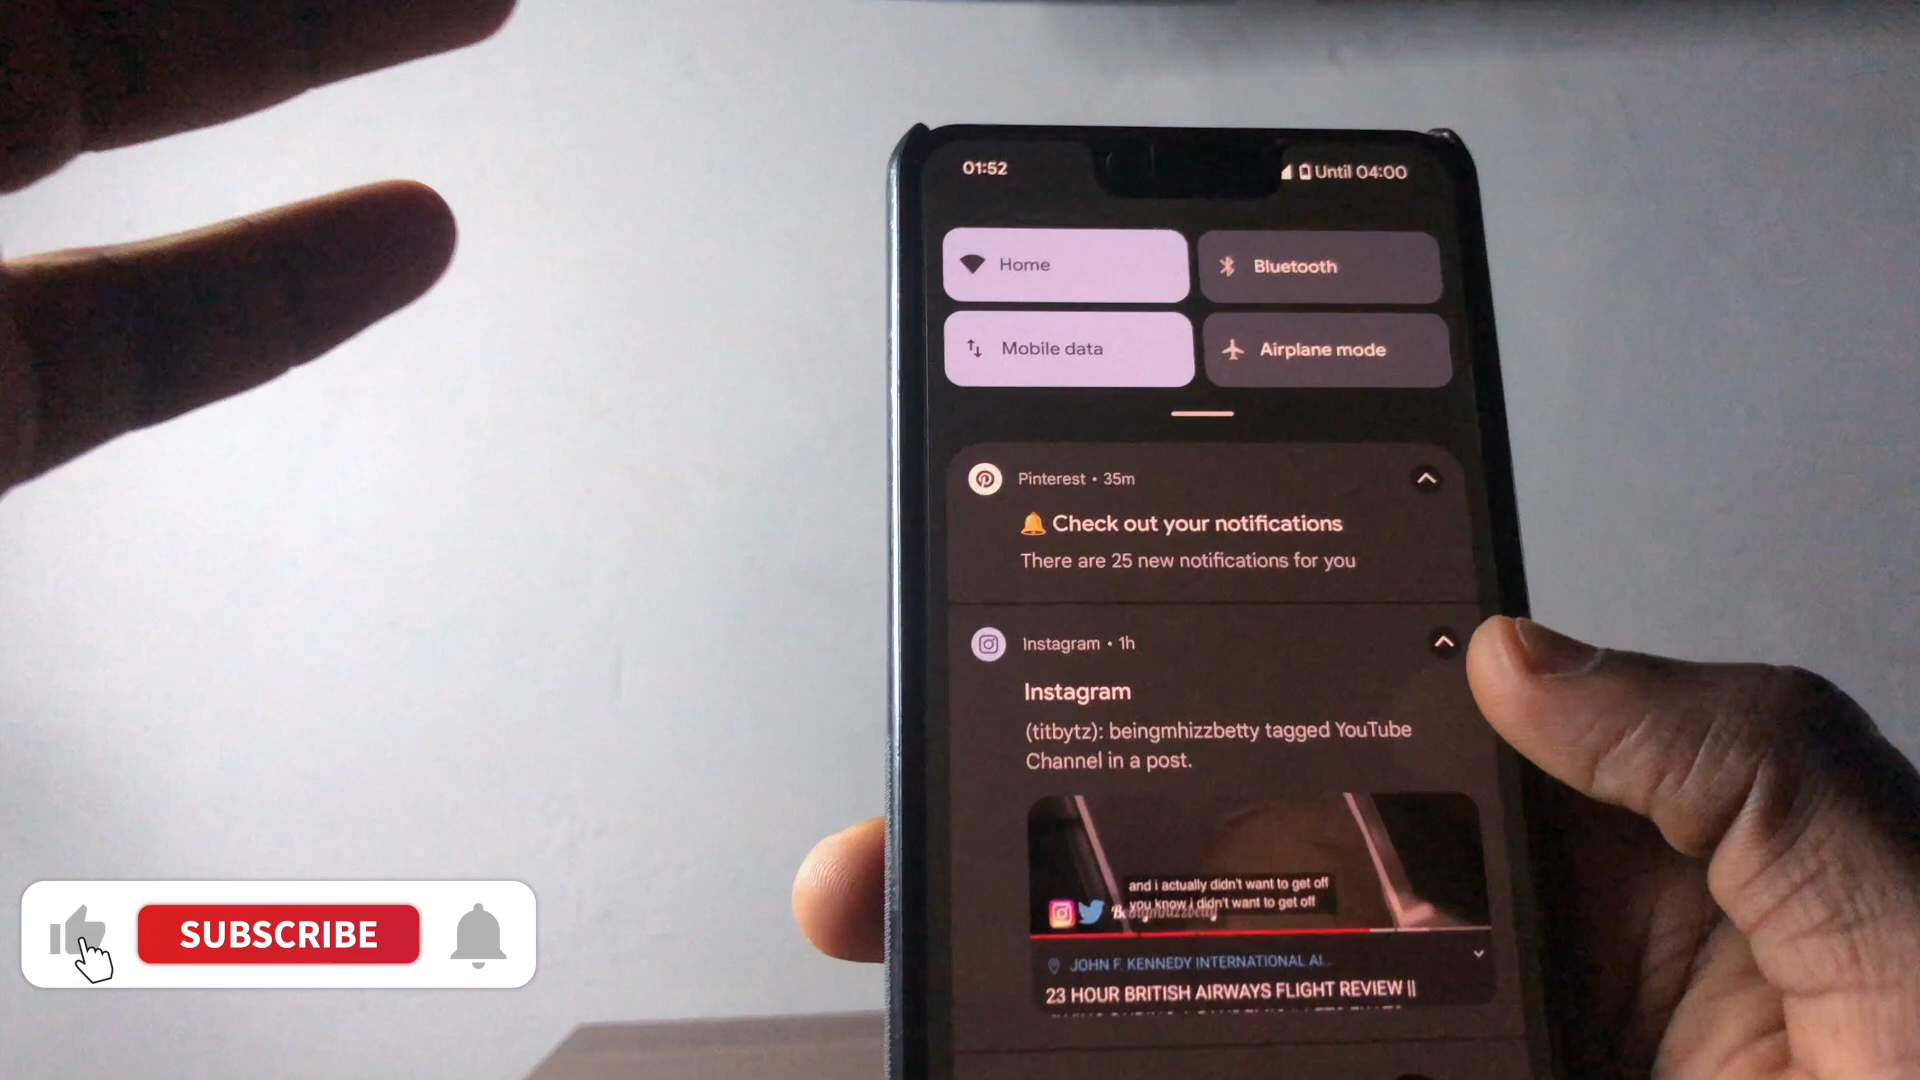 01:52
Until 04:00
Home
Bluetooth
Mobile data
Airplane mode
Pinterest • 35m
🔔 Check out your notifications
There are 25 new notifications for you
Instagram • 1h
Instagram
(titbytz): beingmhizzbetty tagged YouTube
Channel in a post.
and i actually didn't want to get off
you know i didn't want to get off
JOHN F. KENNEDY INTERNATIONAL AI...
23 HOUR BRITISH AIRWAYS FLIGHT REVIEW ||
SUBSCRIBE